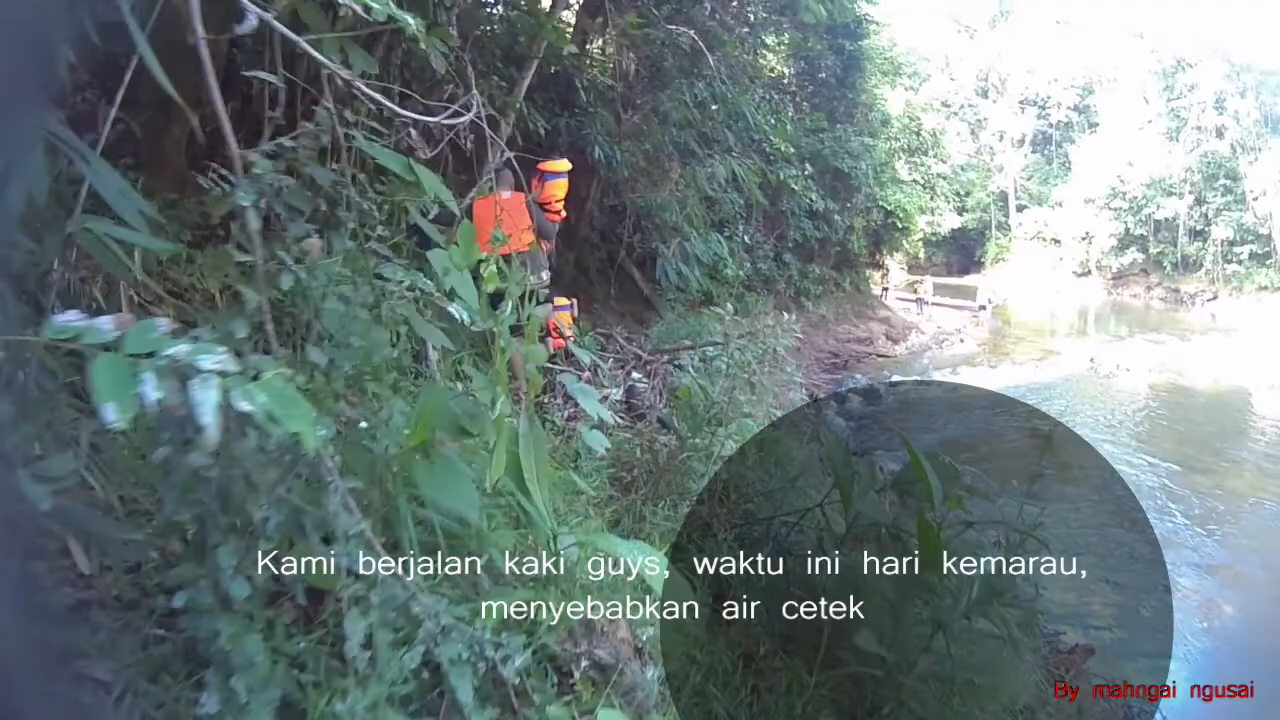 Kami berjalan kaki guys, waktu ini hari kemarau,
menyebabkan air cetek
By mahngai ngusai